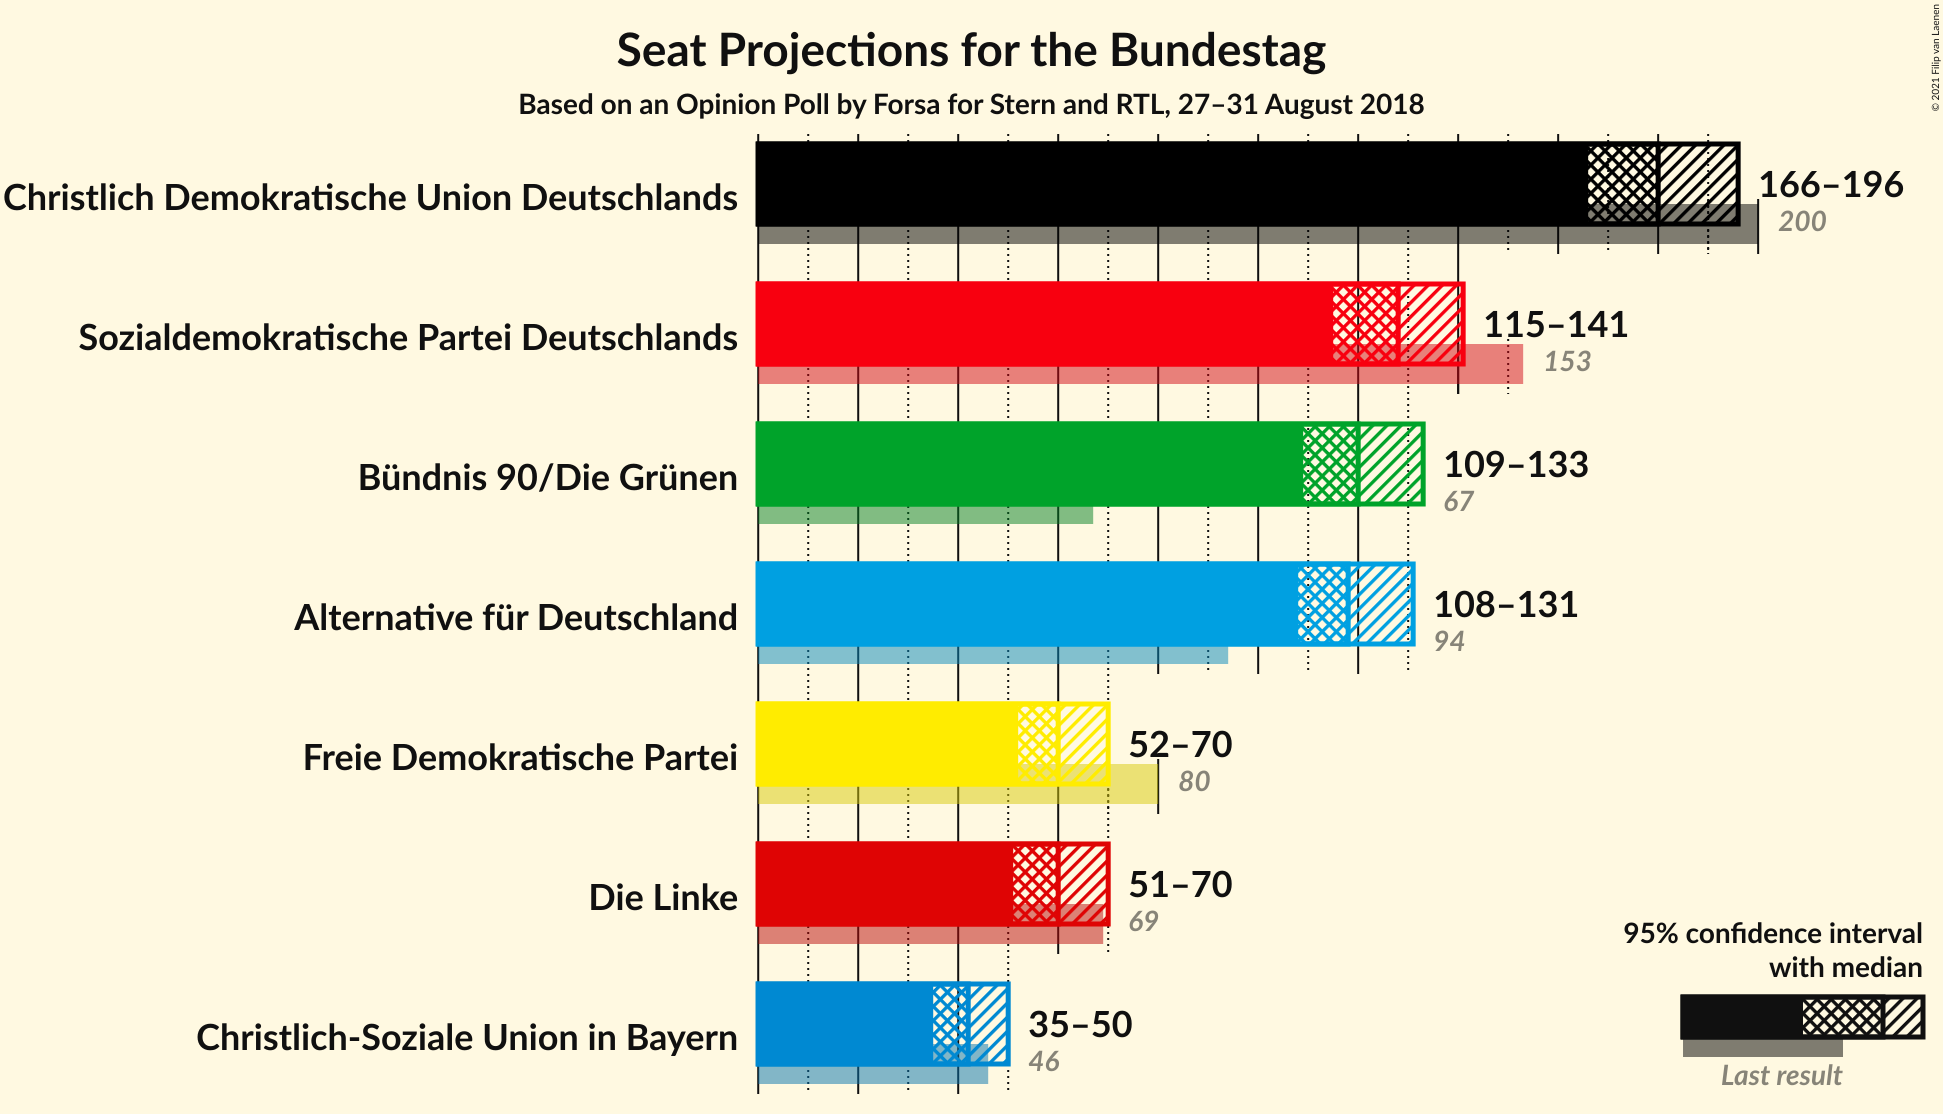 Seat Projections for the Bundestag
Based on an Opinion Poll by Forsa for Stern and RTL, 27–31 August 2018
© 2021 Filip van Laenen
Christlich Demokratische Union Deutschlands
166–196
200
Sozialdemokratische Partei Deutschlands
115–141
153
Bündnis 90/Die Grünen
109–133
67
Alternative für Deutschland
108–131
94
Freie Demokratische Partei
52–70
80
Die Linke
51–70
69
Christlich-Soziale Union in Bayern
35–50
46
95% confidence interval
with median
Last result